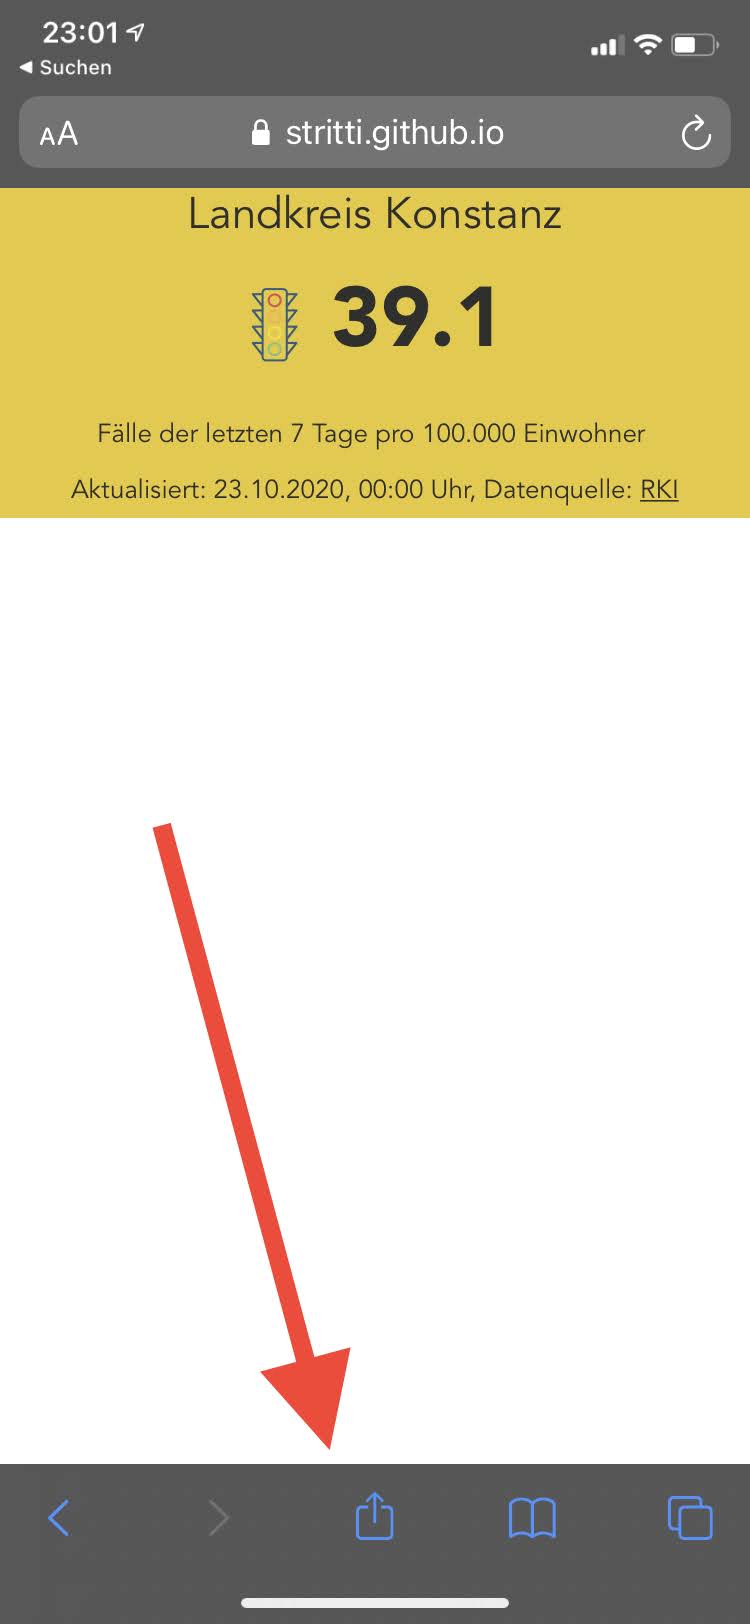 23:01
◀ Suchen
AA stritti.github.io
Landkreis Konstanz
39.1
Fälle der letzten 7 Tage pro 100.000 Einwohner
Aktualisiert: 23.10.2020, 00:00 Uhr, Datenquelle: RKI